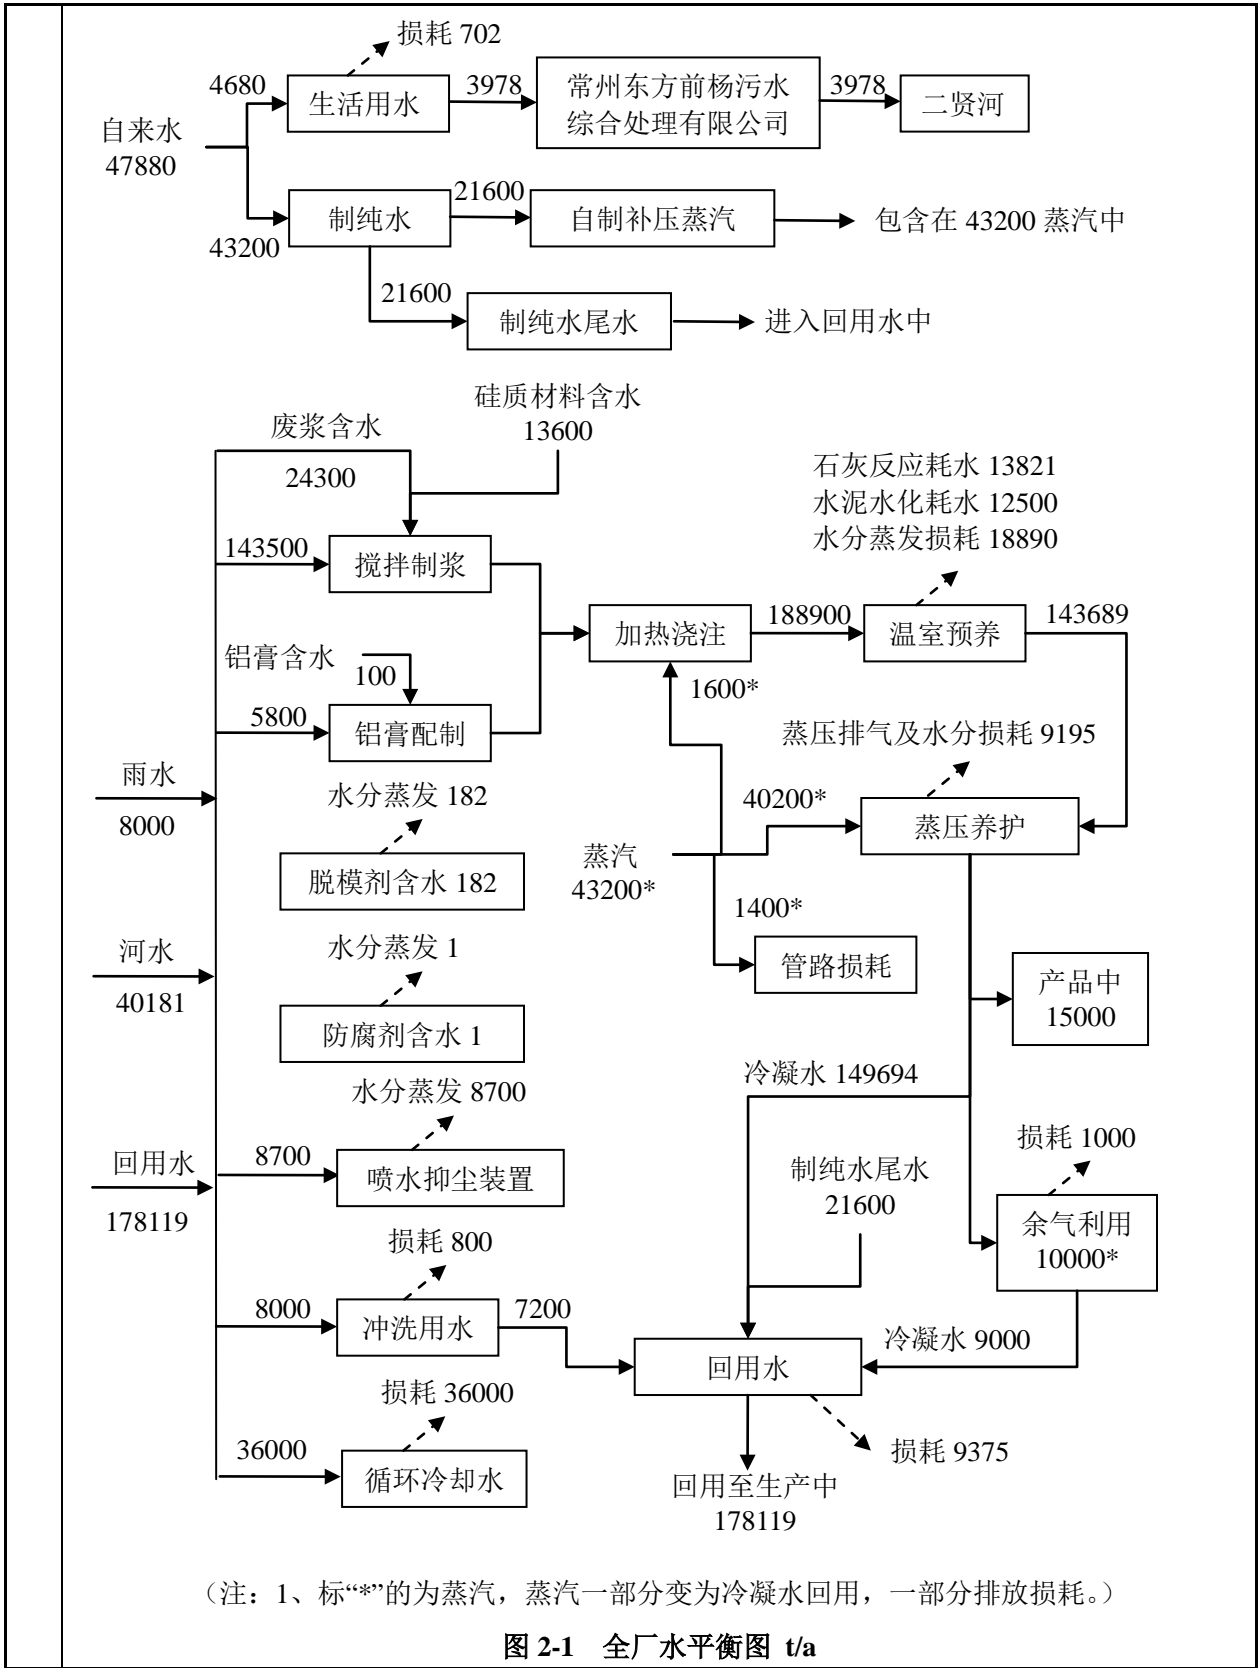 损耗 702
4680
生活用水
3978
常州东方前杨污水
综合处理有限公司
3978
二贤河
自来水
47880
43200
制纯水
21600
自制补压蒸汽
包含在 43200 蒸汽中
21600
制纯水尾水
进入回用水中
硅质材料含水
13600
废浆含水
24300
石灰反应耗水 13821
水泥水化耗水 12500
水分蒸发损耗 18890
143500
搅拌制浆
加热浇注
188900
温室预养
143689
铝膏含水
100
1600*
5800
铝膏配制
蒸压排气及水分损耗 9195
雨水
8000
水分蒸发 182
脱模剂含水 182
40200*
蒸压养护
蒸汽
43200*
1400*
管路损耗
河水
40181
水分蒸发 1
防腐剂含水 1
产品中
15000
冷凝水 149694
水分蒸发 8700
回用水
178119
8700
喷水抑尘装置
制纯水尾水
21600
损耗 1000
余气利用
10000*
损耗 800
8000
冲洗用水
7200
回用水
冷凝水 9000
损耗 36000
36000
循环冷却水
损耗 9375
回用至生产中
178119
（注：1、标“*”的为蒸汽，蒸汽一部分变为冷凝水回用，一部分排放损耗。）
图 2-1 全厂水平衡图 t/a